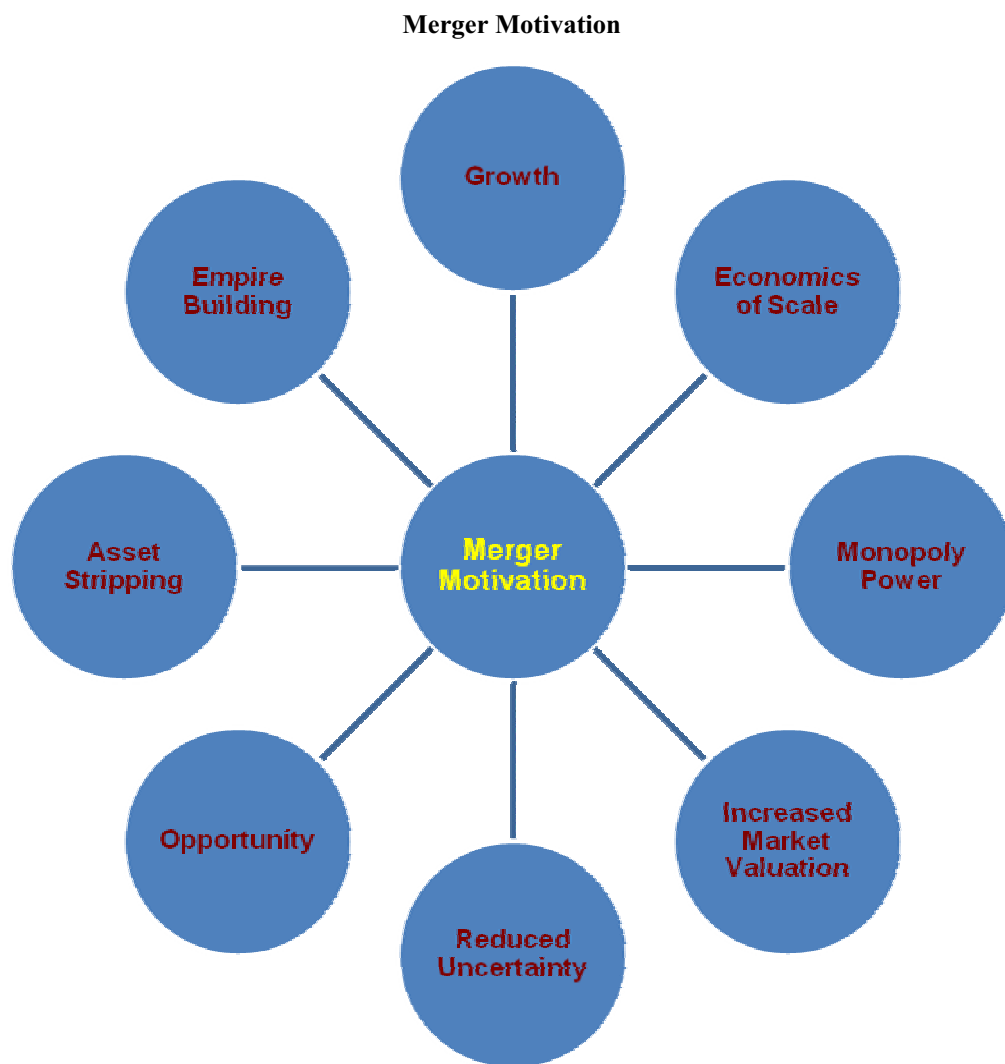 Merger Motivation
Growth
Empire
Building
Economics
of Scale
Asset
Stripping
Merger
Motivation
Monopoly
Power
Opportunity
Increased
Market
Valuation
Reduced
Uncertainty